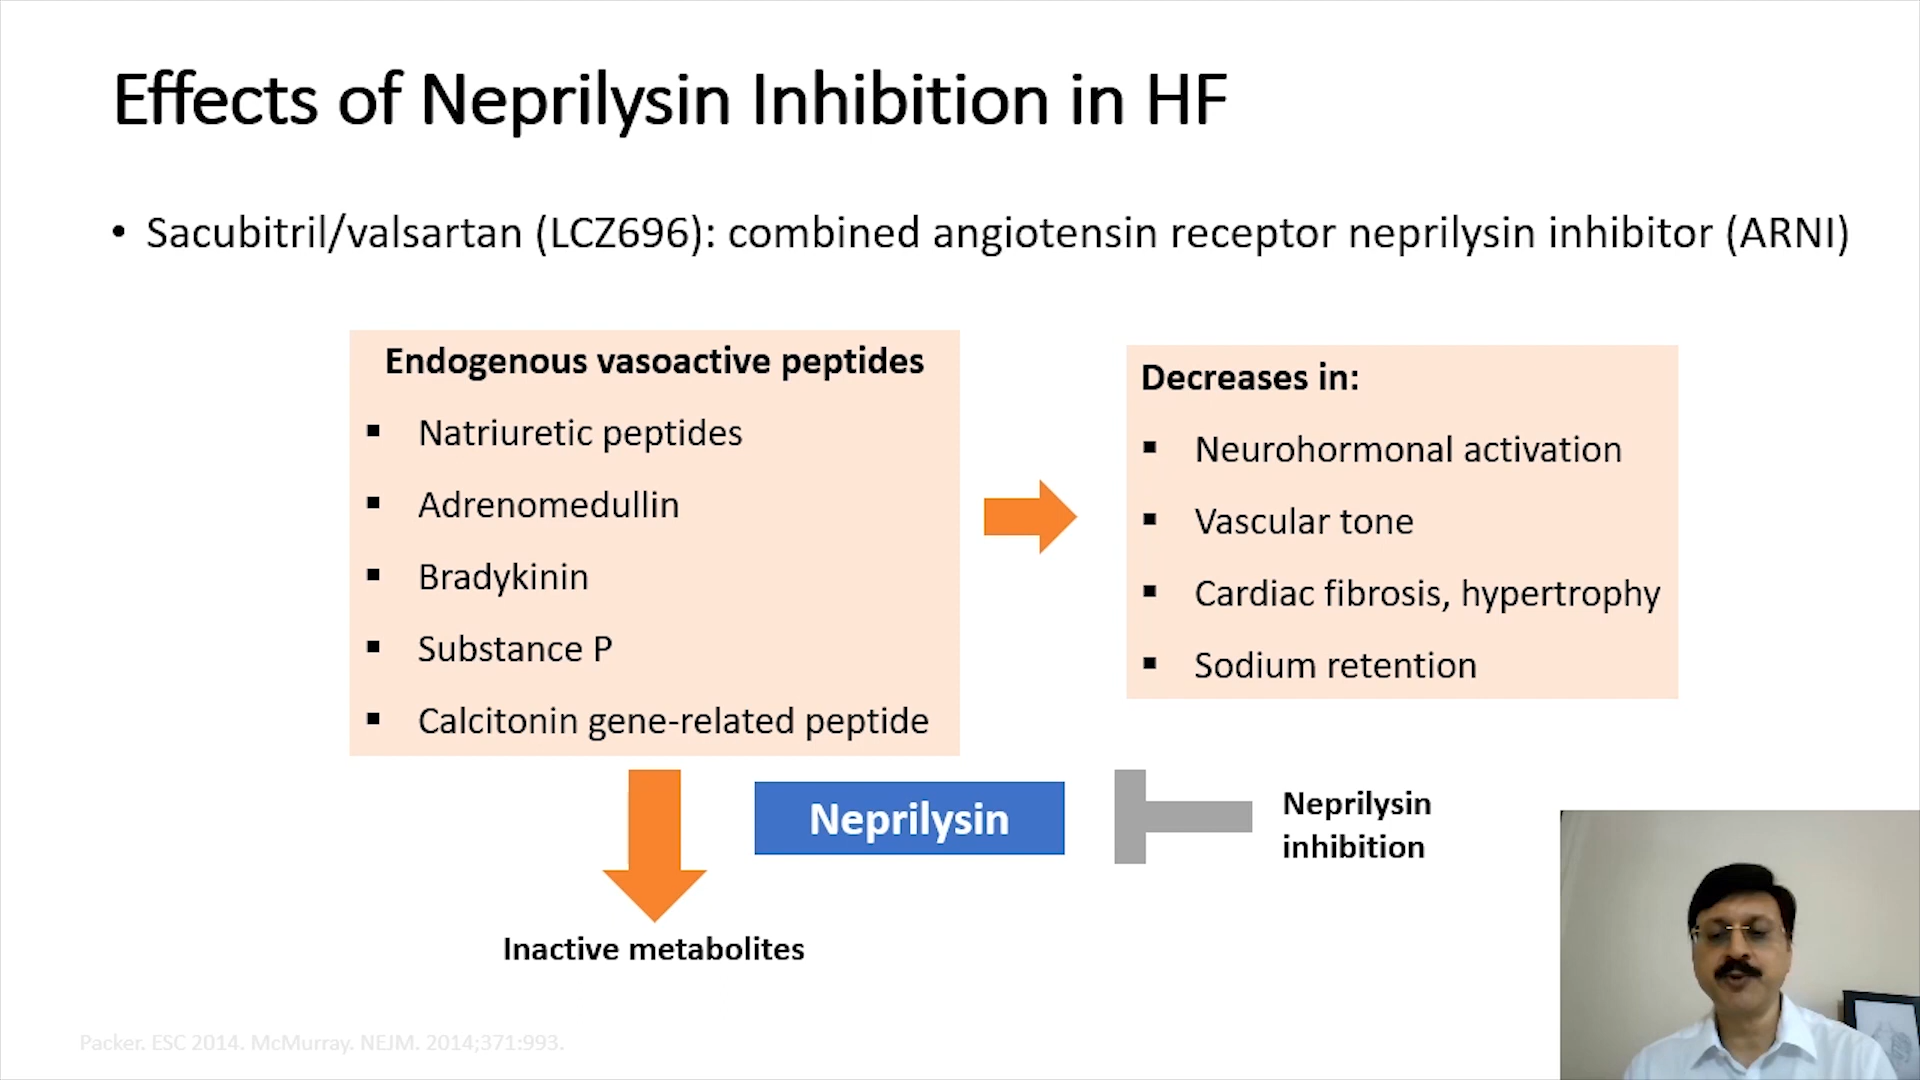 Effects of Neprilysin Inhibition in HF
• Sacubitril/valsartan (LCZ696): combined angiotensin receptor neprilysin inhibitor (ARNI)
Endogenous vasoactive peptides
▪ Natriuretic peptides
▪ Adrenomedullin
▪ Bradykinin
▪ Substance P
▪ Calcitonin gene-related peptide
Decreases in:
▪ Neurohormonal activation
▪ Vascular tone
▪ Cardiac fibrosis, hypertrophy
▪ Sodium retention
Neprilysin
Neprilysin
inhibition
Inactive metabolites
Packer. ESC 2014. McMurray. NEJM. 2014;371:993.